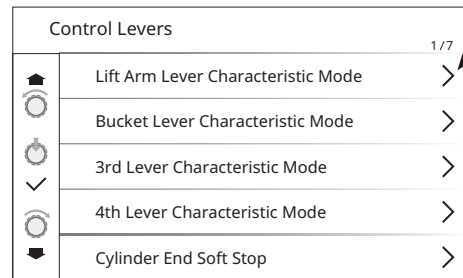 Control Levers
1/7
Lift Arm Lever Characteristic Mode
Bucket Lever Characteristic Mode
3rd Lever Characteristic Mode
4th Lever Characteristic Mode
Cylinder End Soft Stop